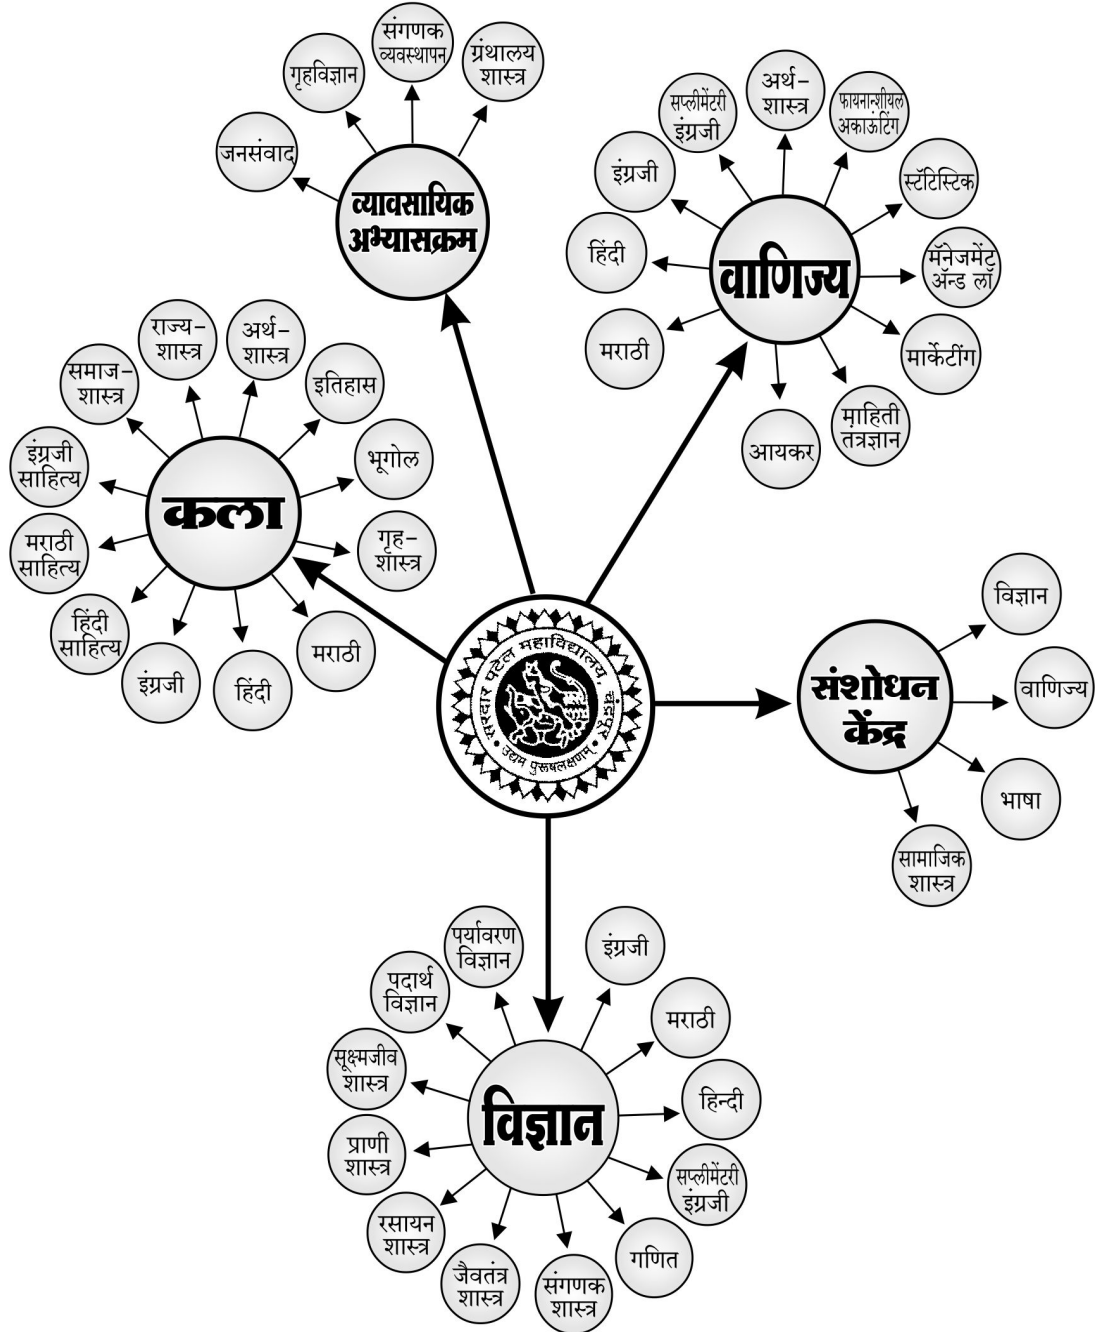 संगणक
व्यवस्थापन
ग्रंथालय
शास्त्र
गृहविज्ञान
जनसंवाद
व्यावसायिक
अभ्यासक्रम
अर्थ-
शास्त्र
सप्लीमेंटरी
इंग्रजी
फायनान्शीयल
अकाऊंटिंग
इंग्रजी
स्टॅटिस्टिक
हिंदी
मॅनेजमेंट
ॲन्ड लॉ
मराठी
मार्केटींग
माहिती
तंत्रज्ञान
आयकर
वाणिज्य
राज्य-
शास्त्र
अर्थ-
शास्त्र
समाज-
शास्त्र
इतिहास
इंग्रजी
साहित्य
भूगोल
मराठी
साहित्य
गृह-
शास्त्र
हिंदी
साहित्य
मराठी
इंग्रजी
हिंदी
कला
सरदार पटेल महाविद्यालय, चंद्रपूर
उद्यम पुरूषलक्षणम्
संशोधन
केंद्र
विज्ञान
वाणिज्य
भाषा
सामाजिक
शास्त्र
पर्यावरण
विज्ञान
इंग्रजी
पदार्थ
विज्ञान
मराठी
सूक्ष्मजीव
शास्त्र
हिन्दी
प्राणी
शास्त्र
सप्लीमेंटरी
इंग्रजी
रसायन
शास्त्र
गणित
जैवतंत्र
शास्त्र
संगणक
शास्त्र
विज्ञान